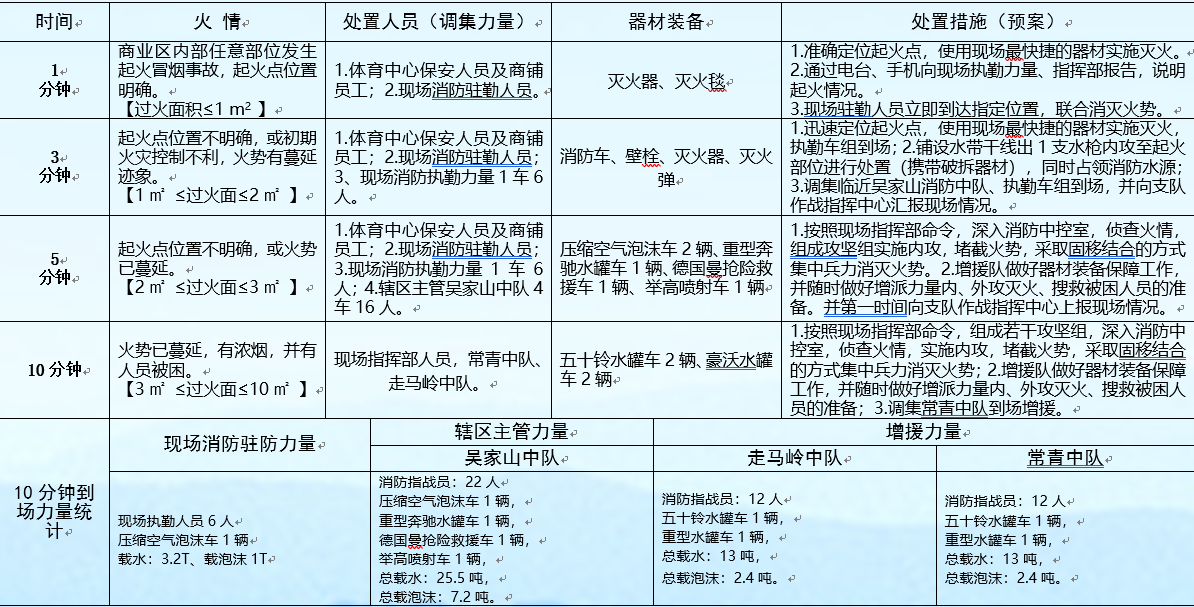 时间
火 情
处置人员（调集力量）
器材装备
处置措施（预案）
1
分钟
商业区内部任意部位发生
起火冒烟事故，起火点位置
明确。
【过火面积≤1 m² 】
1.体育中心保安人员及商铺
员工；2.现场消防驻勤人员。
灭火器、灭火毯
1.准确定位起火点，使用现场最快捷的器材实施灭火。
2.通过电台、手机向现场执勤力量、指挥部报告，说明
起火情况。
3.现场驻勤人员立即到达指定位置，联合消灭火势。
3
分钟
起火点位置不明确，或初期
火灾控制不利，火势有蔓延
迹象。
【1 ㎡ ≤过火面≤2 ㎡ 】
1.体育中心保安人员及商铺
员工；2.现场消防驻勤人员；
3、现场消防执勤力量 1 车 6
人。
消防车、壁栓、灭火器、灭火
弹
1.迅速定位起火点，使用现场最快捷的器材实施灭火，
执勤车组到场；2.铺设水带干线出 1 支水枪内攻至起火
部位进行处置（携带破拆器材），同时占领消防水源；
3.调集临近吴家山消防中队、执勤车组到场，并向支队
作战指挥中心汇报现场情况。
5
分钟
起火点位置不明确，或火势
已蔓延。
【2 ㎡ ≤过火面≤3 ㎡ 】
1.体育中心保安人员及商铺
员工；2.现场消防驻勤人员；
3.现场消防执勤力量 1 车 6
人；4.辖区主管吴家山中队 4
车 16 人。
压缩空气泡沫车 2 辆、重型奔
驰水罐车 1 辆、德国曼抢险救
援车 1 辆、举高喷射车 1 辆
1.按照现场指挥部命令，深入消防中控室，侦查火情，
组成攻坚组实施内攻，堵截火势，采取固移结合的方式
集中兵力消灭火势。2.增援队做好器材装备保障工作，
并随时做好增派力量内、外攻灭火、搜救被困人员的准
备。并第一时间向支队作战指挥中心上报现场情况。
10 分钟
火势已蔓延，有浓烟，并有
人员被困。
【3 ㎡ ≤过火面≤10 ㎡ 】
现场指挥部人员，常青中队、
走马岭中队。
五十铃水罐车 2 辆、豪沃水罐
车 2 辆
1.按照现场指挥部命令，组成若干攻坚组，深入消防中
控室，侦查火情，实施内攻，堵截火势，采取固移结合
的方式集中兵力消灭火势；2.增援队做好器材装备保障
工作，并随时做好增派力量内、外攻灭火、搜救被困人
员的准备；3.调集常青中队到场增援。
10 分钟到
场力量统
计
现场消防驻防力量
辖区主管力量
增援力量
吴家山中队
走马岭中队
常青中队
现场执勤人员 6 人
压缩空气泡沫车 1 辆
载水：3.2T、载泡沫 1T
消防指战员：22 人
压缩空气泡沫车 1 辆，
重型奔驰水罐车 1 辆，
德国曼抢险救援车 1 辆，
举高喷射车 1 辆，
总载水：25.5 吨，
总载泡沫：7.2 吨。
消防指战员：12 人
五十铃水罐车 1 辆，
重型水罐车 1 辆，
总载水：13 吨，
总载泡沫：2.4 吨。
消防指战员：12 人
五十铃水罐车 1 辆，
重型水罐车 1 辆，
总载水：13 吨，
总载泡沫：2.4 吨。